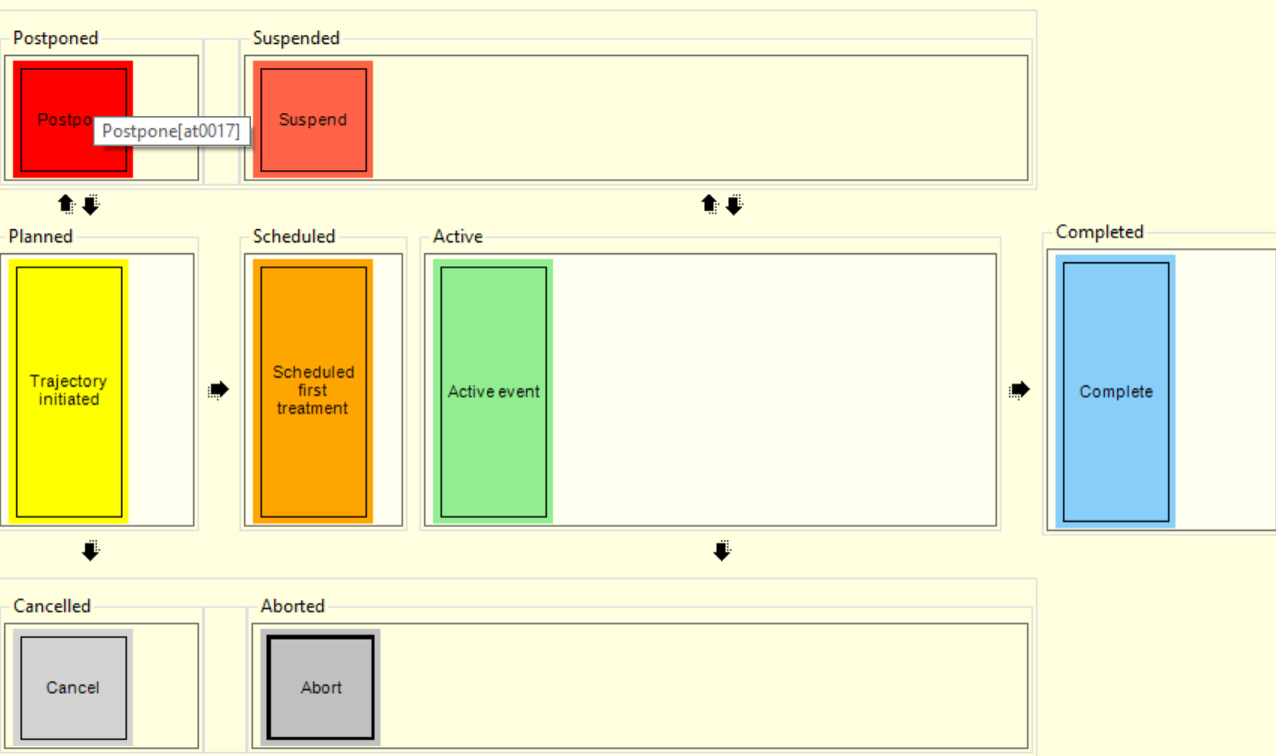 Postponed
Suspended
Postpo
Postpone[at0017]
Suspend
Planned
Scheduled
Active
Completed
Trajectory
initiated
Scheduled
first
treatment
Active event
Complete
Cancelled
Aborted
Cancel
Abort